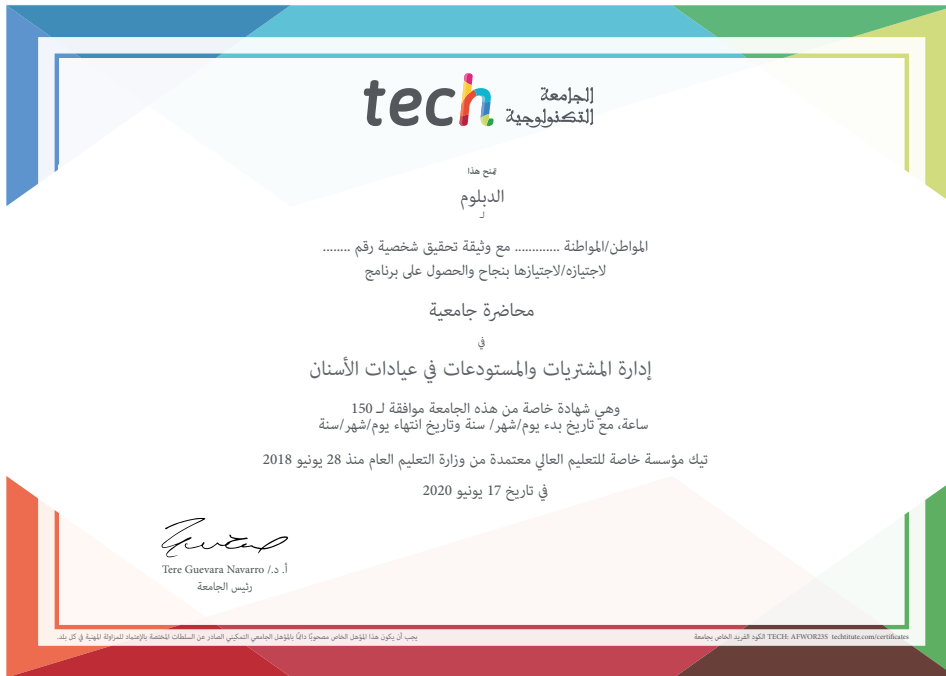 tech
الجامعة
التكنولوجية
يمنح هذا
الدبلوم
لـ
المواطن/المواطنة ............. مع وثيقة تحقيق شخصية رقم ........
لاجتيازه/لاجتيازها بنجاح والحصول على برنامج
محاضرة جامعية
في
إدارة المشتريات والمستودعات في عيادات الأسنان
وهي شهادة خاصة من هذه الجامعة موافقة لـ 150
ساعة، مع تاريخ بدء يوم/شهر/ سنة وتاريخ انتهاء يوم/شهر/سنة
تيك مؤسسة خاصة للتعليم العالي معتمدة من وزارة التعليم العام منذ 28 يونيو 2018
في تاريخ 17 يونيو 2020
أ. د./ Tere Guevara Navarro
رئيس الجامعة
يجب أن يكون هذا المؤهل الخاص مصحوبًا دائمًا بالمؤهل الجامعي التمكيني الصادر عن السلطات المختصة بالإعتماد للمزاولة المهنية في كل بلد.
الكود الفريد الخاص بجامعة TECH: AFWOR23S techtitute.com/certificates